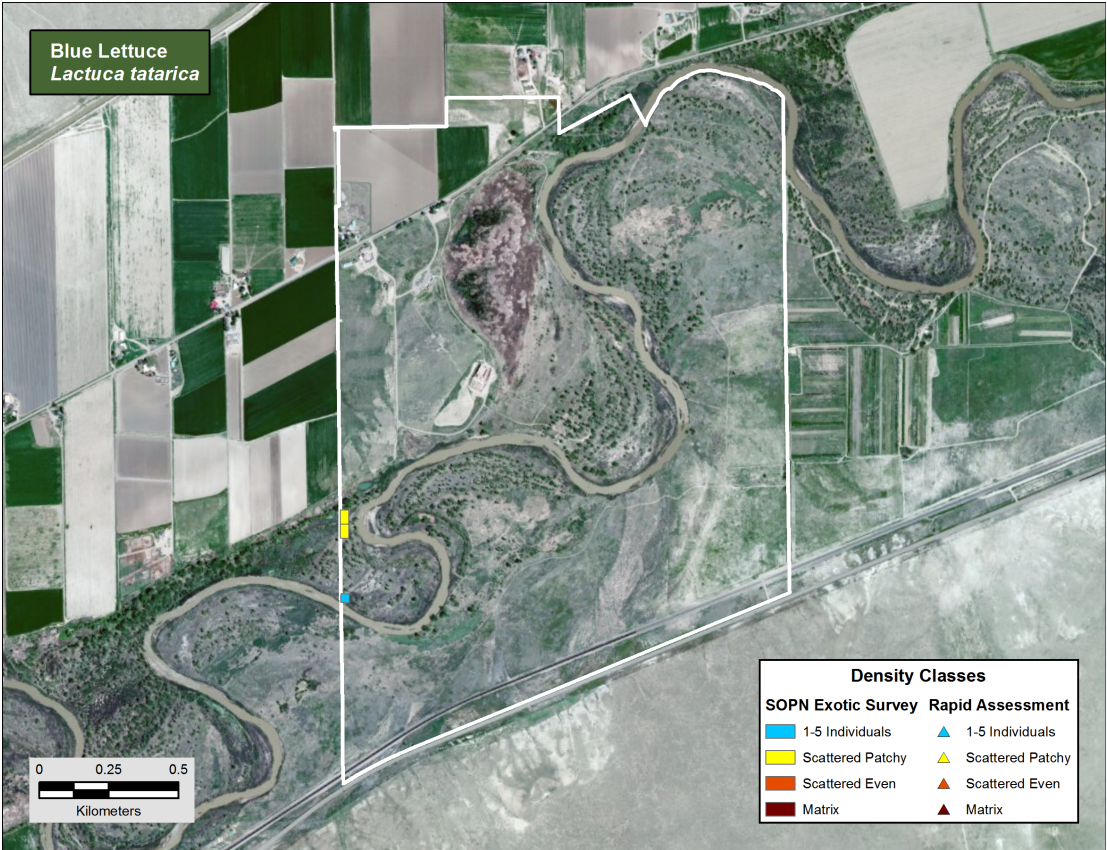 Blue Lettuce
Lactuca tatarica
0 0.25 0.5
Kilometers
Density Classes
SOPN Exotic Survey Rapid Assessment
1-5 Individuals 1-5 Individuals
Scattered Patchy Scattered Patchy
Scattered Even Scattered Even
Matrix Matrix